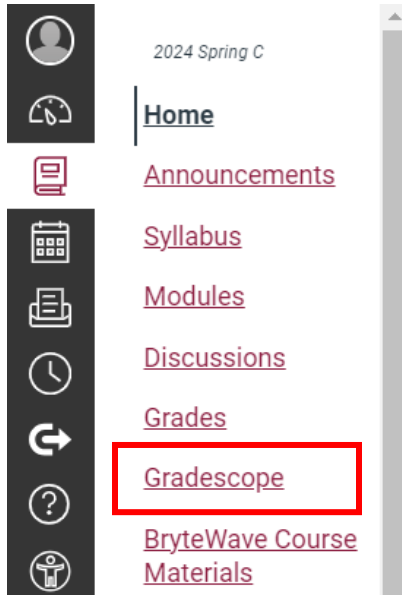 2024 Spring C
Home
Announcements
Syllabus
Modules
Discussions
Grades
Gradescope
BryteWave Course
Materials